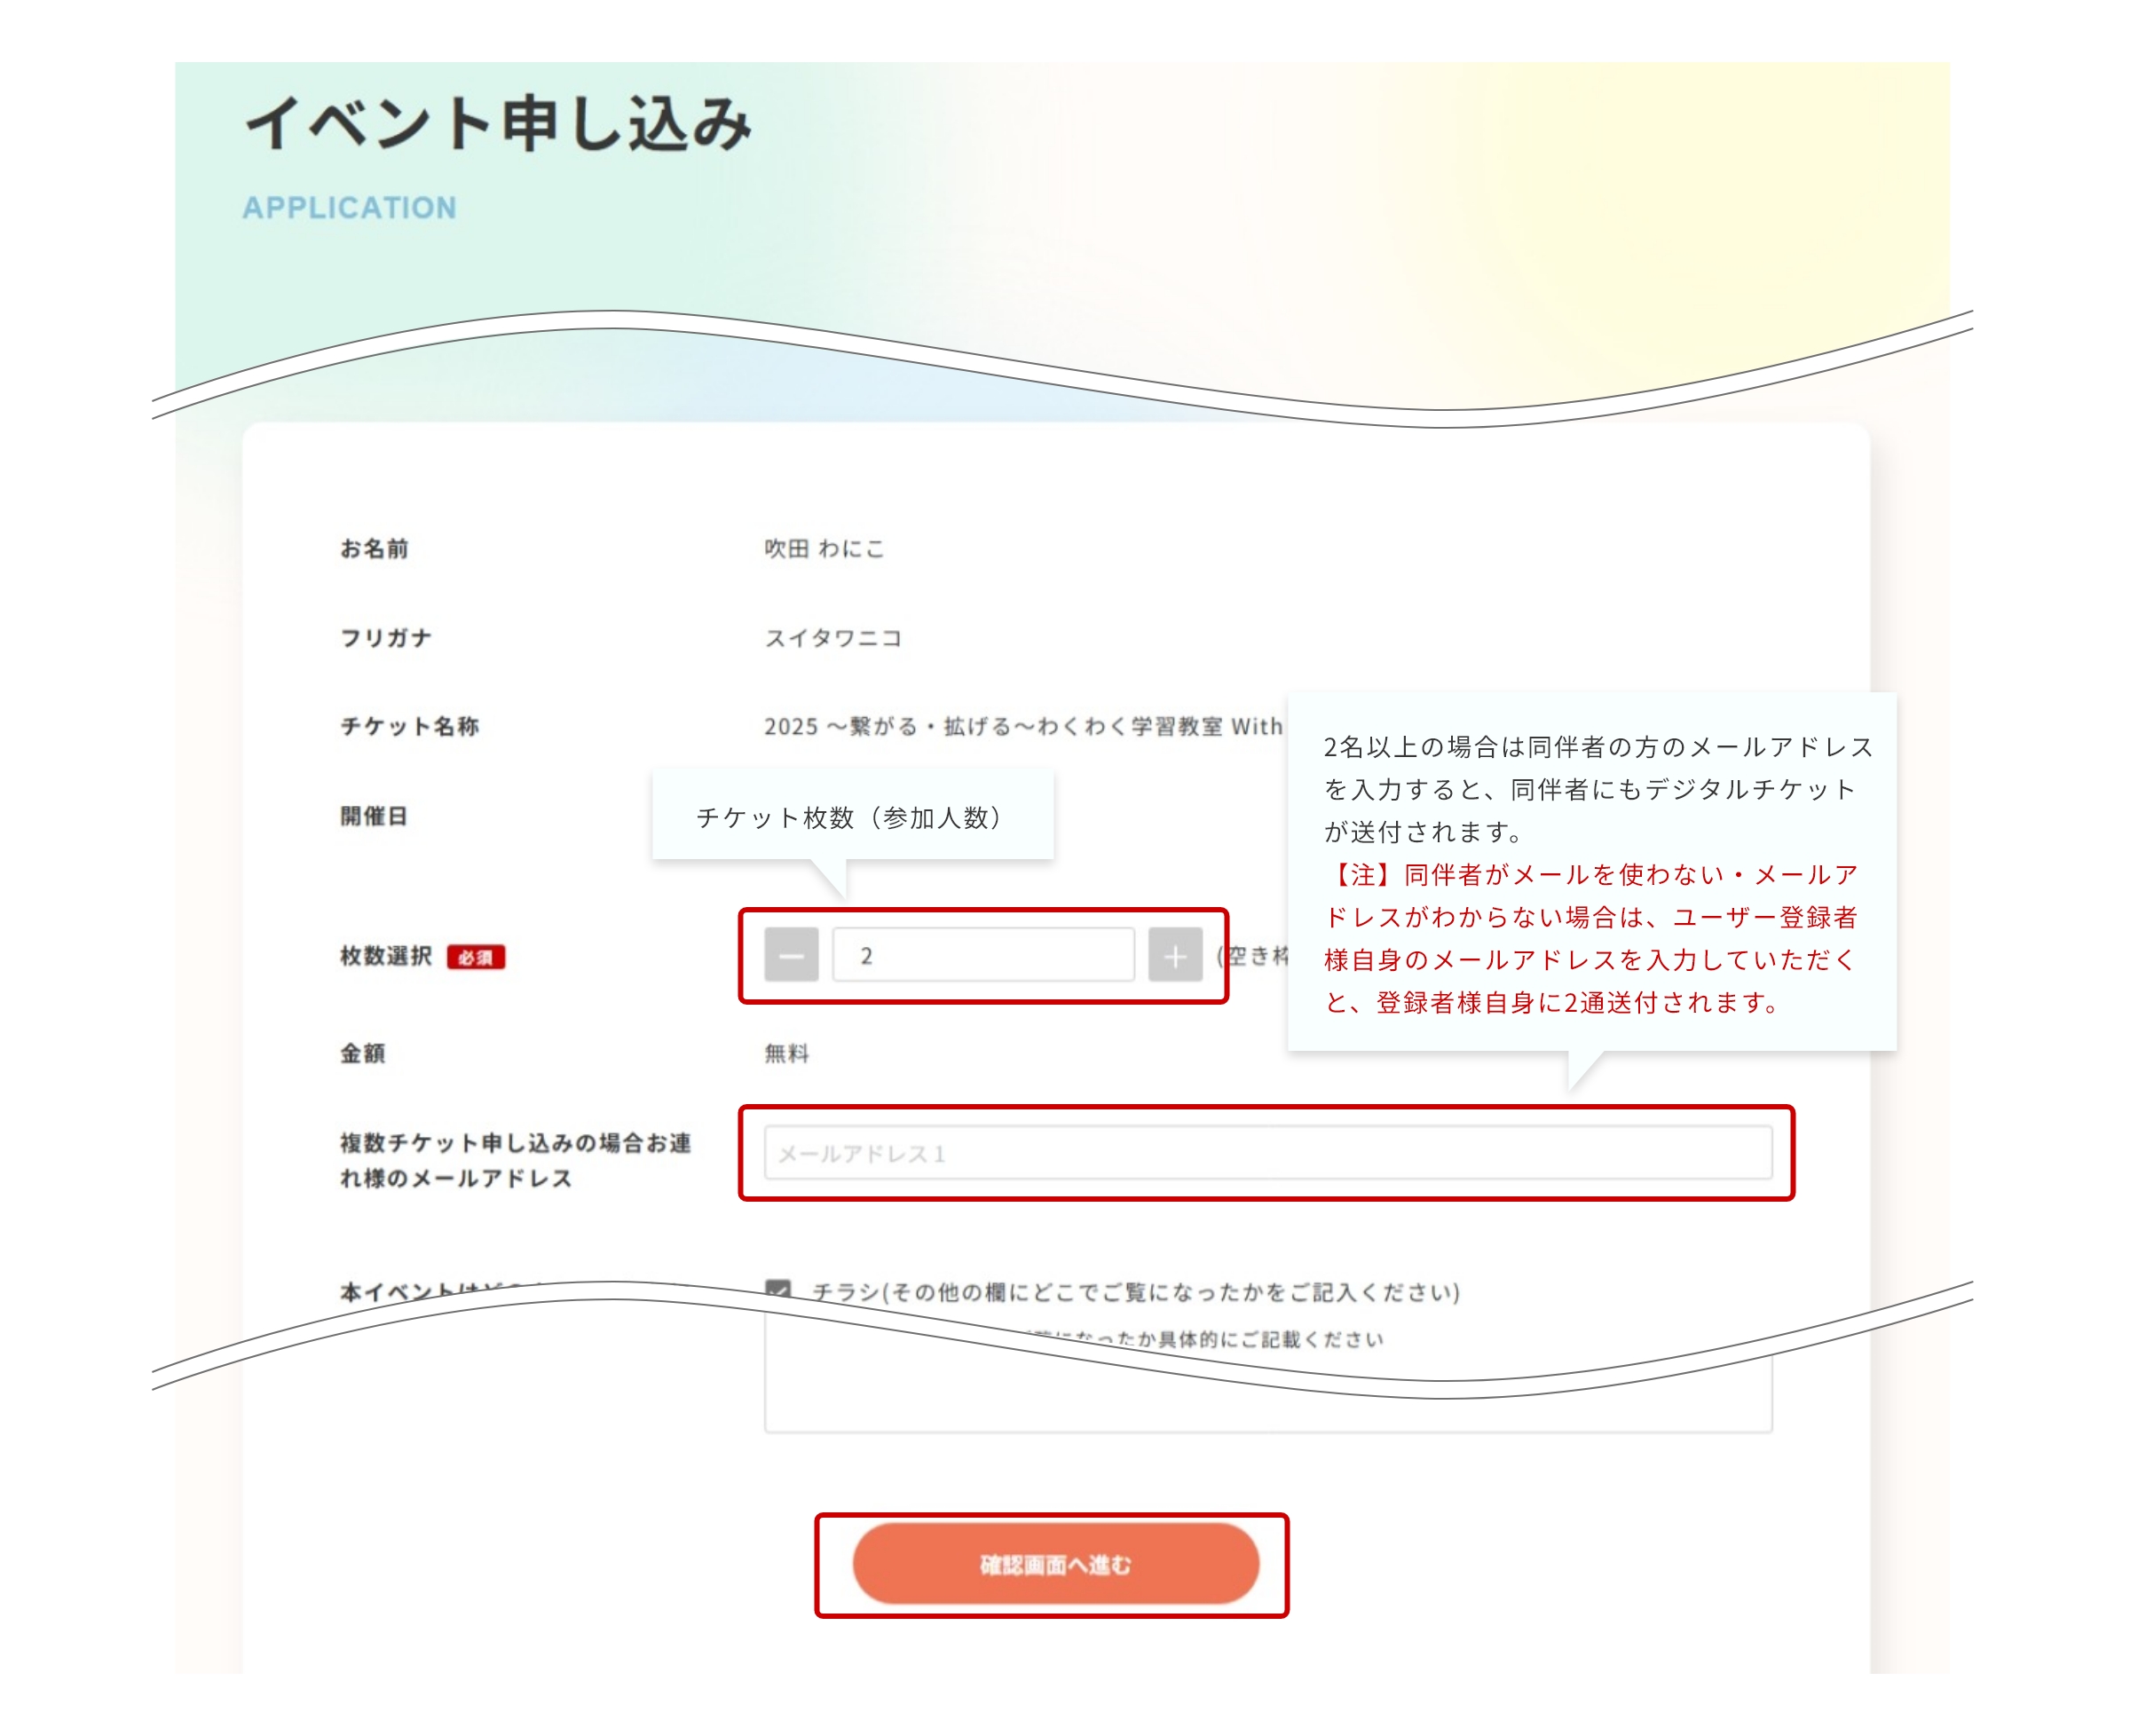 イベント申し込み
APPLICATION
お名前
吹田 わにこ
フリガナ
スイタワニコ
チケット名称
2025 ～繋がる・拡げる～わくわく学習教室 With
開催日
チケット枚数（参加人数）
2名以上の場合は同伴者の方のメールアドレス
を入力すると、同伴者にもデジタルチケット
が送付されます。
【注】同伴者がメールを使わない・メールア
ドレスがわからない場合は、ユーザー登録者
様自身のメールアドレスを入力していただく
と、登録者様自身に2通送付されます。
枚数選択 必須
2
(空き枠
金額
無料
複数チケット申し込みの場合お連
れ様のメールアドレス
メールアドレス 1
本イベントは
チラシ(その他の欄にどこでご覧になったかをご記入ください)
になったか具体的にご記載ください
確認画面へ進む